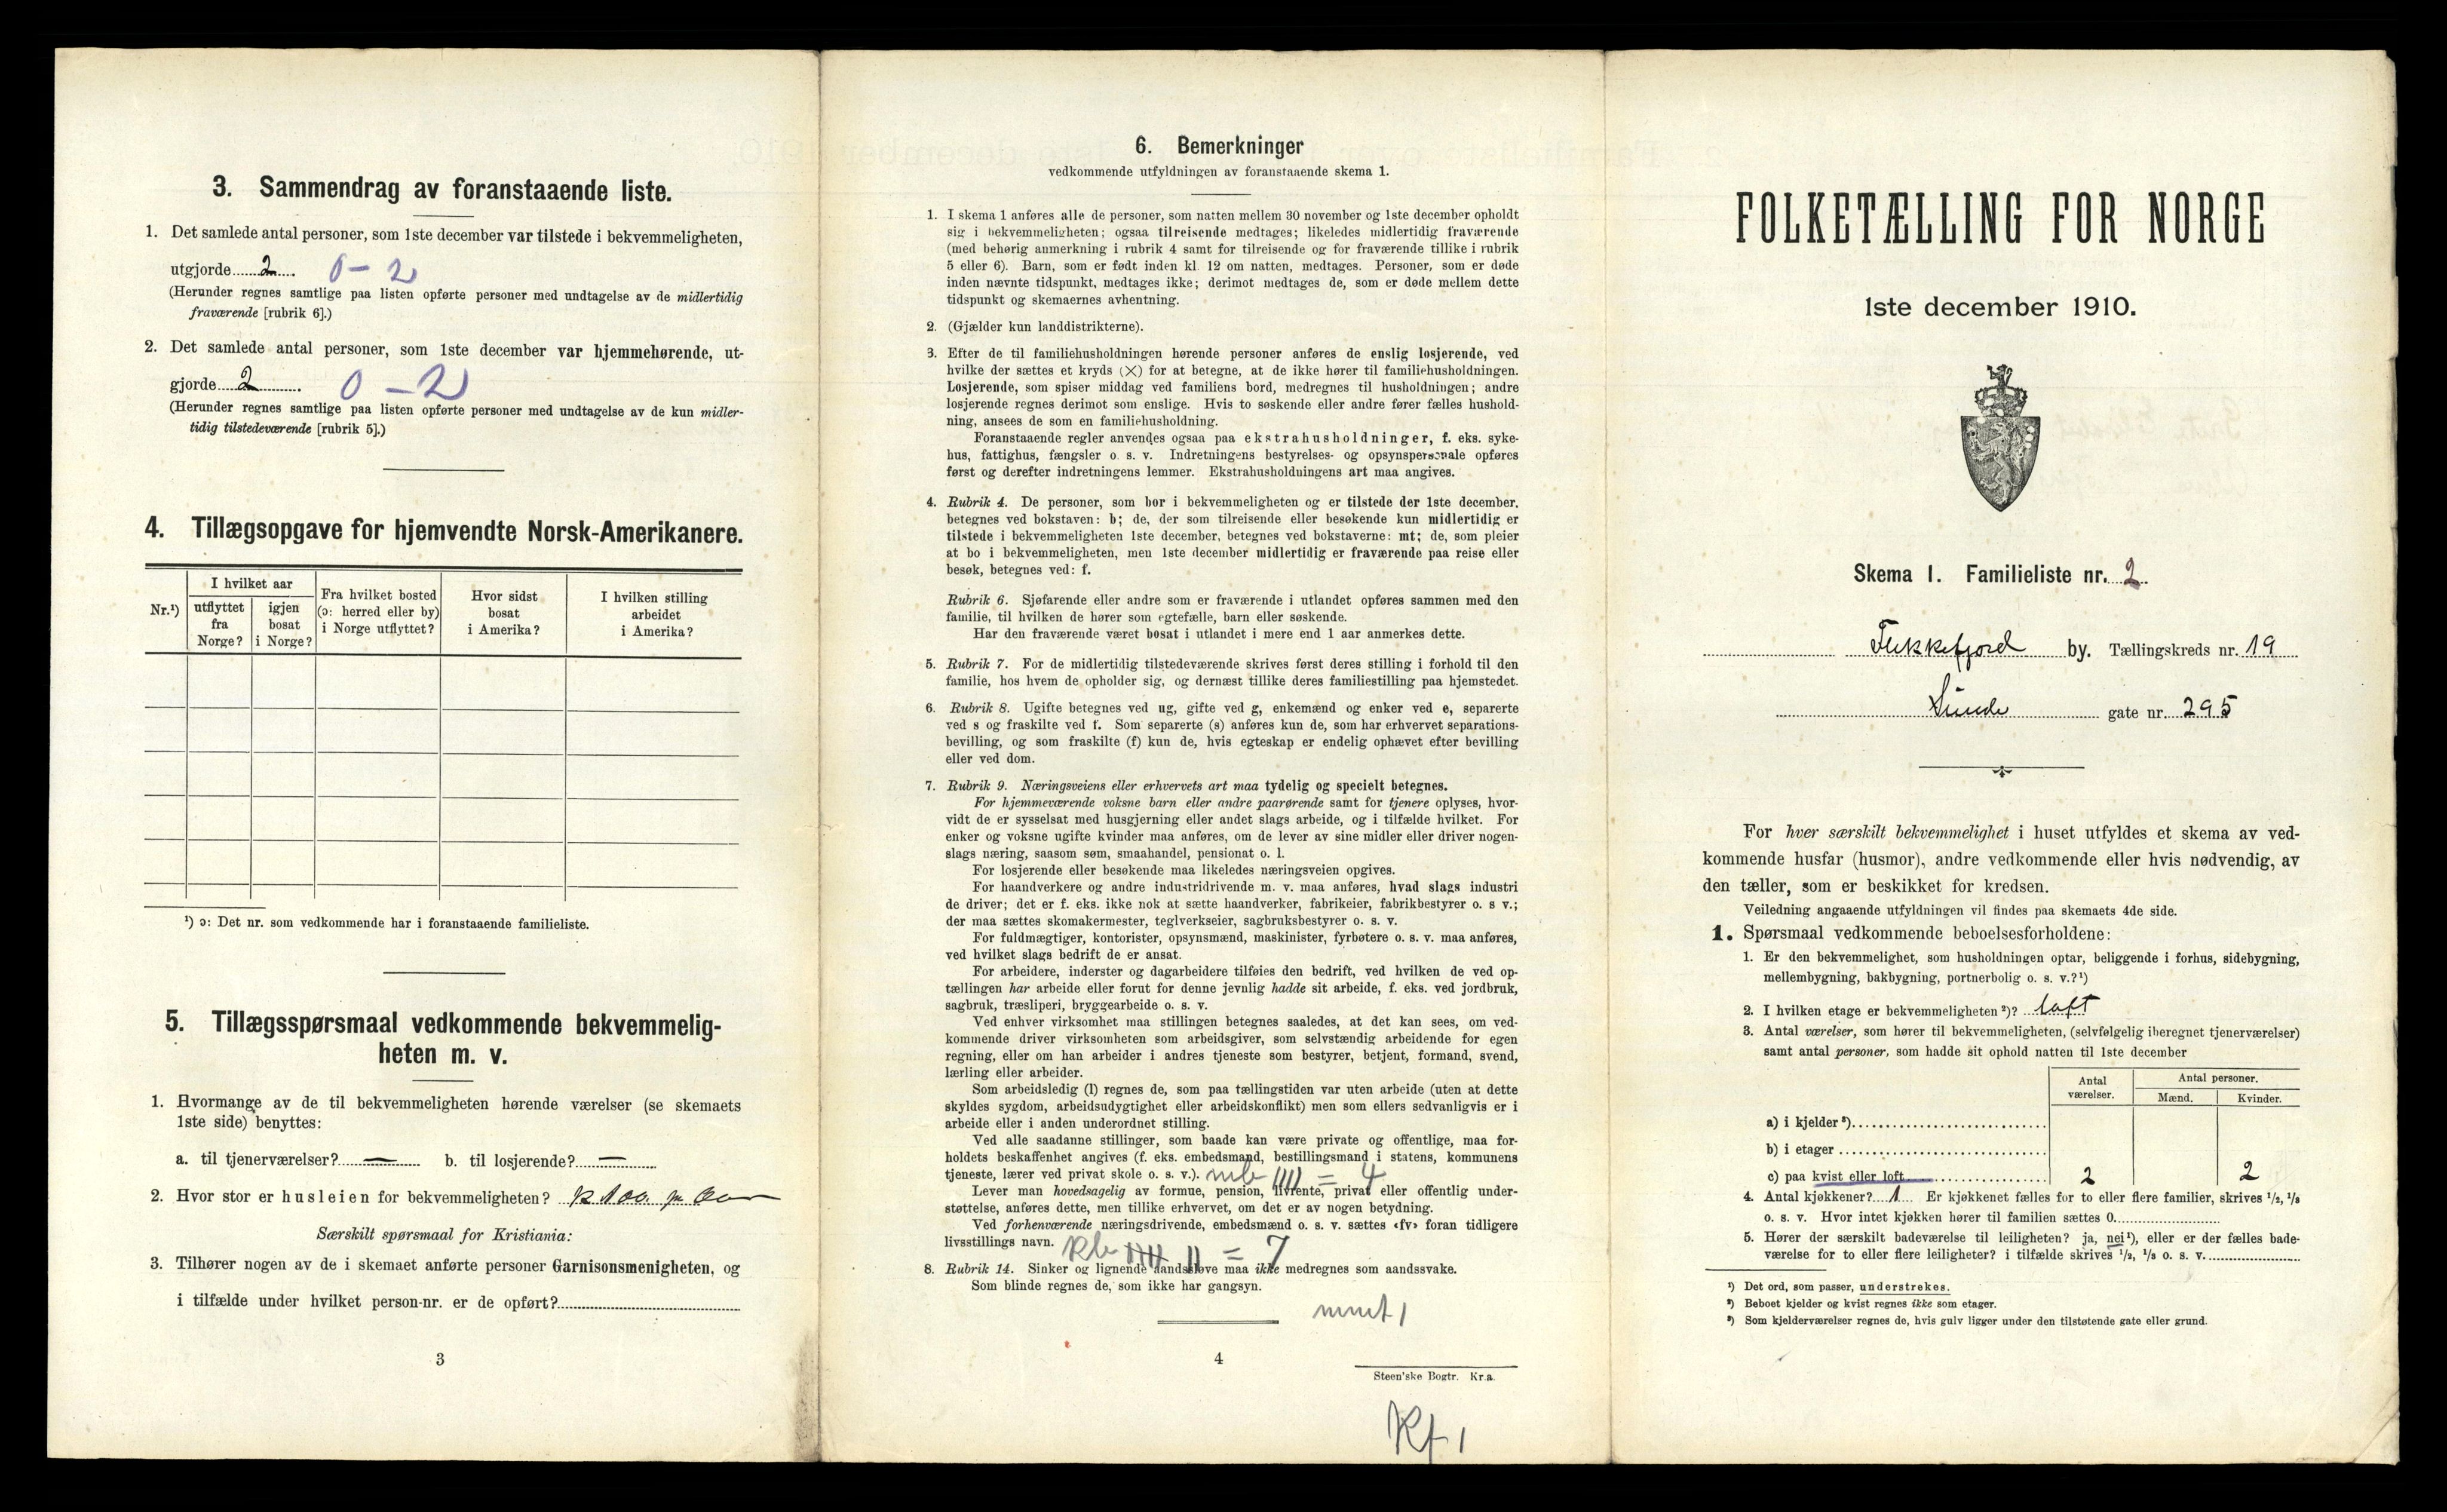 3. Sammendrag av foranstaaende liste.
1. Det samlede antal personer, som 1ste december var tilstede i bekvemmeligheten,
utgjorde 2 0 – 2
(Herunder regnes samtlige paa listen opførte personer med undtagelse av de midlertidig
fraværende [rubrik 6].)
2. Det samlede antal personer, som 1ste december var hjemmehørende, ut-
gjorde 2 0 – 2
(Herunder regnes samtlige paa listen opførte personer med undtagelse av de kun midler-
tidig tilstedeværende [rubrik 5].)
4. Tillægsopgave for hjemvendte Norsk-Amerikanere.
Nr.¹)
I hvilket aar
utflyttet fra Norge?
igjen bosat i Norge?
Fra hvilket bosted (ɔ: herred eller by) i Norge utflyttet?
Hvor sidst bosat i Amerika?
I hvilken stilling arbeidet i Amerika?
¹) ɔ: Det nr. som vedkommende har i foranstaaende familieliste.
5. Tillægsspørsmaal vedkommende bekvemmelig-
heten m. v.
1. Hvormange av de til bekvemmeligheten hørende værelser (se skemaets
1ste side) benyttes:
a. til tjenerværelser? — b. til losjerende? —
2. Hvor stor er husleien for bekvemmeligheten? k 100 pr Aar
Særskilt spørsmaal for Kristiania:
3. Tilhører nogen av de i skemaet anførte personer Garnisonsmenigheten, og
i tilfælde under hvilket person-nr. er de opført?
3
6. Bemerkninger
vedkommende utfyldningen av foranstaaende skema 1.
1. I skema 1 anføres alle de personer, som natten mellem 30 november og 1ste december opholdt
sig i bekvemmeligheten; ogsaa tilreisende medtages; likeledes midlertidig fraværende
(med behørig anmerkning i rubrik 4 samt for tilreisende og for fraværende tillike i rubrik
5 eller 6). Barn, som er født inden kl. 12 om natten, medtages. Personer, som er døde
inden nævnte tidspunkt, medtages ikke; derimot medtages de, som er døde mellem dette
tidspunkt og skemaernes avhentning.
2. (Gjælder kun landdistrikterne).
3. Efter de til familiehusholdningen hørende personer anføres de enslig losjerende, ved
hvilke der sættes et kryds (×) for at betegne, at de ikke hører til familiehusholdningen.
Losjerende, som spiser middag ved familiens bord, medregnes til husholdningen; andre
losjerende regnes derimot som enslige. Hvis to søskende eller andre fører fælles hushold-
ning, ansees de som en familiehusholdning.
Foranstaaende regler anvendes ogsaa paa ekstrahusholdninger, f. eks. syke-
hus, fattighus, fængsler o. s. v. Indretningens bestyrelses- og opsynspersonale opføres
først og derefter indretningens lemmer. Ekstrahusholdningens art maa angives.
4. Rubrik 4. De personer, som bor i bekvemmeligheten og er tilstede der 1ste december,
betegnes ved bokstaven: b; de, der som tilreisende eller besøkende kun midlertidig er
tilstede i bekvemmeligheten 1ste december, betegnes ved bokstaverne: mt; de, som pleier
at bo i bekvemmeligheten, men 1ste december midlertidig er fraværende paa reise eller
besøk, betegnes ved: f.
Rubrik 6. Sjøfarende eller andre som er fraværende i utlandet opføres sammen med den
familie, til hvilken de hører som egtefælle, barn eller søskende.
Har den fraværende været bosat i utlandet i mere end 1 aar anmerkes dette.
5. Rubrik 7. For de midlertidig tilstedeværende skrives først deres stilling i forhold til den
familie, hos hvem de opholder sig, og dernæst tillike deres familiestilling paa hjemstedet.
6. Rubrik 8. Ugifte betegnes ved ug, gifte ved g, enkemænd og enker ved e, separerte
ved s og fraskilte ved f. Som separerte (s) anføres kun de, som har erhvervet separations-
bevilling, og som fraskilte (f) kun de, hvis egteskap er endelig ophævet efter bevilling
eller ved dom.
7. Rubrik 9. Næringsveiens eller erhvervets art maa tydelig og specielt betegnes.
For hjemmeværende voksne barn eller andre paarørende samt for tjenere oplyses, hvor-
vidt de er sysselsat med husgjerning eller andet slags arbeide, og i tilfælde hvilket. For
enker og voksne ugifte kvinder maa anføres, om de lever av sine midler eller driver nogen-
slags næring, saasom søm, smaahandel, pensionat o. l.
For losjerende eller besøkende maa likeledes næringsveien opgives.
For haandverkere og andre industridrivende m. v. maa anføres, hvad slags industri
de driver; det er f. eks. ikke nok at sætte haandverker, fabrikeier, fabrikbestyrer o. s v.;
der maa sættes skomakermester, teglverkseier, sagbruksbestyrer o. s. v.
For fuldmægtiger, kontorister, opsynsmænd, maskinister, fyrbøtere o. s. v. maa anføres,
ved hvilket slags bedrift de er ansat.
For arbeidere, inderster og dagarbeidere tilføies den bedrift, ved hvilken de ved op-
tællingen har arbeide eller forut for denne jevnlig hadde sit arbeide, f. eks. ved jordbruk,
sagbruk, træsliperi, bryggearbeide o. s. v.
Ved enhver virksomhet maa stillingen betegnes saaledes, at det kan sees, om ved-
kommende driver virksomheten som arbeidsgiver, som selvstændig arbeidende for egen
regning, eller om han arbeider i andres tjeneste som bestyrer, betjent, formand, svend,
lærling eller arbeider.
Som arbeidsledig (l) regnes de, som paa tællingstiden var uten arbeide (uten at dette
skyldes sygdom, arbeidsudygtighet eller arbeidskonflikt) men som ellers sedvanligvis er i
arbeide eller i anden underordnet stilling.
Ved alle saadanne stillinger, som baade kan være private og offentlige, maa for-
holdets beskaffenhet angives (f. eks. embedsmand, bestillingsmand i statens, kommunens
tjeneste, lærer ved privat skole o. s. v.). mb |||| = 4
Lever man hovedsagelig av formue, pension, livrente, privat eller offentlig under-
støttelse, anføres dette, men tillike erhvervet, om det er av nogen betydning.
Ved forhenværende næringsdrivende, embedsmænd o. s. v. sættes «fv» foran tidligere
livsstillings navn. kb |||| || = 7
8. Rubrik 14. Sinker og lignende aandssløve maa ikke medregnes som aandssvake.
Som blinde regnes de, som ikke har gangsyn.
mmt 1
4
Steen'ske Bogtr. Kr.a.
Kf 1
FOLKETÆLLING FOR NORGE
1ste december 1910.
Skema 1. Familieliste nr. 2
Flekkefjord by. Tællingskreds nr. 19
Sunde gate nr. 295
For hver særskilt bekvemmelighet i huset utfyldes et skema av ved-
kommende husfar (husmor), andre vedkommende eller hvis nødvendig, av
den tæller, som er beskikket for kredsen.
Veiledning angaaende utfyldningen vil findes paa skemaets 4de side.
1. Spørsmaal vedkommende beboelsesforholdene:
1. Er den bekvemmelighet, som husholdningen optar, beliggende i forhus, sidebygning,
mellembygning, bakbygning, portnerbolig o. s. v.?¹)
2. I hvilken etage er bekvemmeligheten²)? loft
3. Antal værelser, som hører til bekvemmeligheten, (selvfølgelig iberegnet tjenerværelser)
samt antal personer, som hadde sit ophold natten til 1ste december
Antal værelser.
Antal personer.
Mænd. Kvinder.
a) i kjelder³)
b) i etager
c) paa kvist eller loft 2 2
4. Antal kjøkkener? 1 Er kjøkkenet fælles for to eller flere familier, skrives 1/2, 1/3
o. s. v. Hvor intet kjøkken hører til familien sættes 0.
5. Hører der særskilt badeværelse til leiligheten? ja, nei¹), eller er der fælles bade-
værelse for to eller flere leiligheter? i tilfælde skrives 1/2, 1/3 o. s. v.
¹) Det ord, som passer, understrekes.
²) Beboet kjelder og kvist regnes ikke som etager.
³) Som kjelderværelser regnes de, hvis gulv ligger under den tilstøtende gate eller grund.